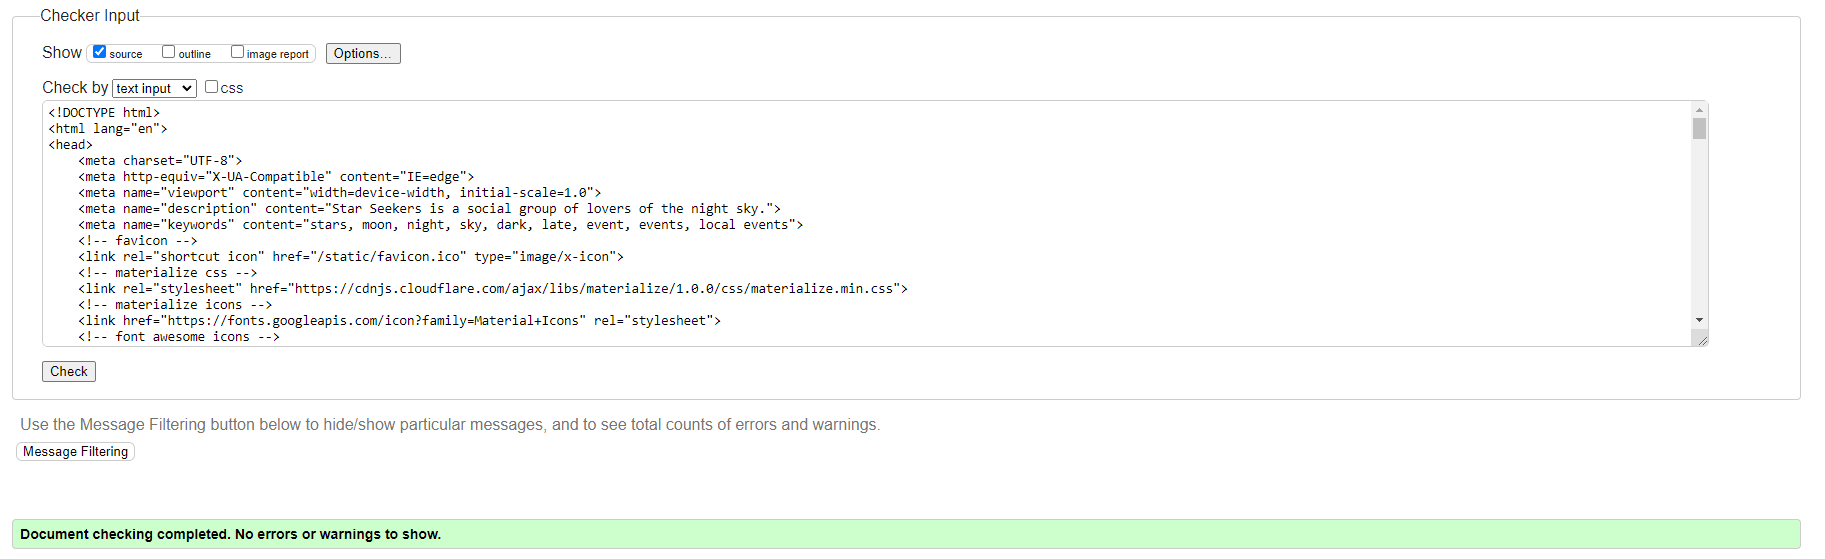 Checker Input
Show source outline image report Options...
Check by text input css
<!DOCTYPE html>
<html lang="en">
<head>
    <meta charset="UTF-8">
    <meta http-equiv="X-UA-Compatible" content="IE=edge">
    <meta name="viewport" content="width=device-width, initial-scale=1.0">
    <meta name="description" content="Star Seekers is a social group of lovers of the night sky.">
    <meta name="keywords" content="stars, moon, night, sky, dark, late, event, events, local events">
    <!-- favicon -->
    <link rel="shortcut icon" href="/static/favicon.ico" type="image/x-icon">
    <!-- materialize css -->
    <link rel="stylesheet" href="https://cdnjs.cloudflare.com/ajax/libs/materialize/1.0.0/css/materialize.min.css">
    <!-- materialize icons -->
    <link href="https://fonts.googleapis.com/icon?family=Material+Icons" rel="stylesheet">
    <!-- font awesome icons -->
Check
Use the Message Filtering button below to hide/show particular messages, and to see total counts of errors and warnings.
Message Filtering
Document checking completed. No errors or warnings to show.